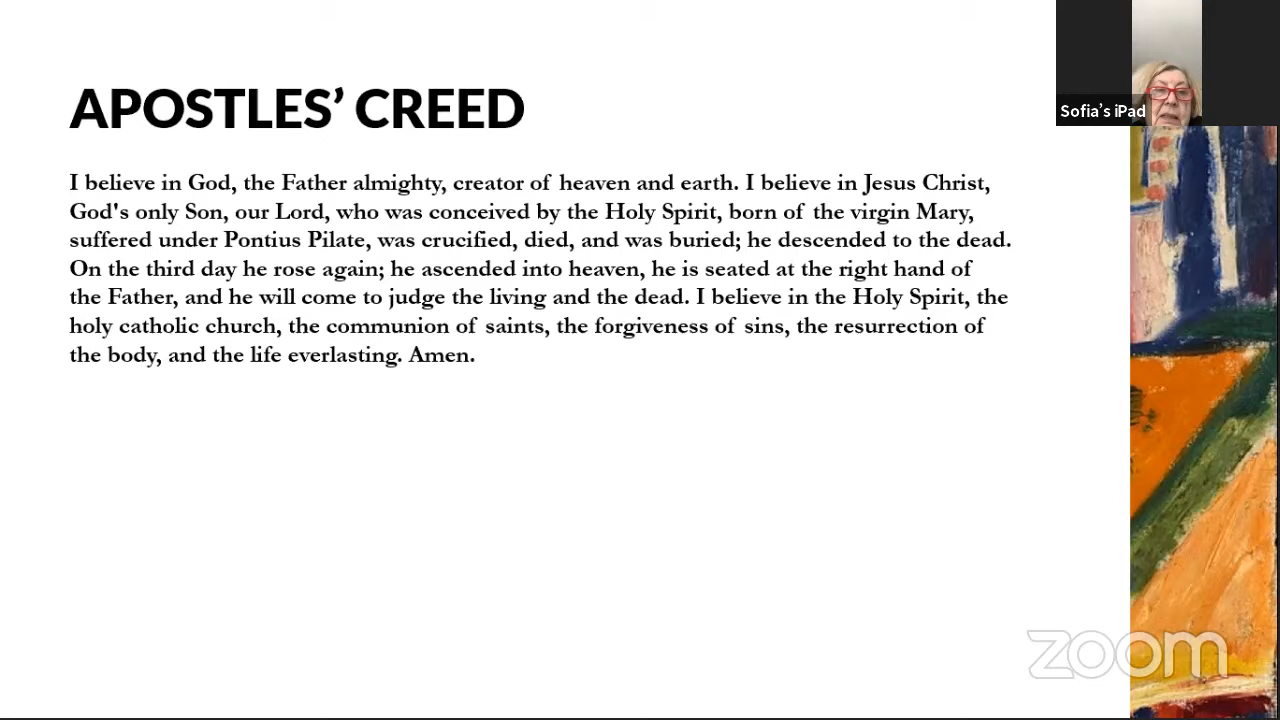 APOSTLES’ CREED
I believe in God, the Father almighty, creator of heaven and earth. I believe in Jesus Christ,
God's only Son, our Lord, who was conceived by the Holy Spirit, born of the virgin Mary,
suffered under Pontius Pilate, was crucified, died, and was buried; he descended to the dead.
On the third day he rose again; he ascended into heaven, he is seated at the right hand of
the Father, and he will come to judge the living and the dead. I believe in the Holy Spirit, the
holy catholic church, the communion of saints, the forgiveness of sins, the resurrection of
the body, and the life everlasting. Amen.
Sofia’s iPad
zoom